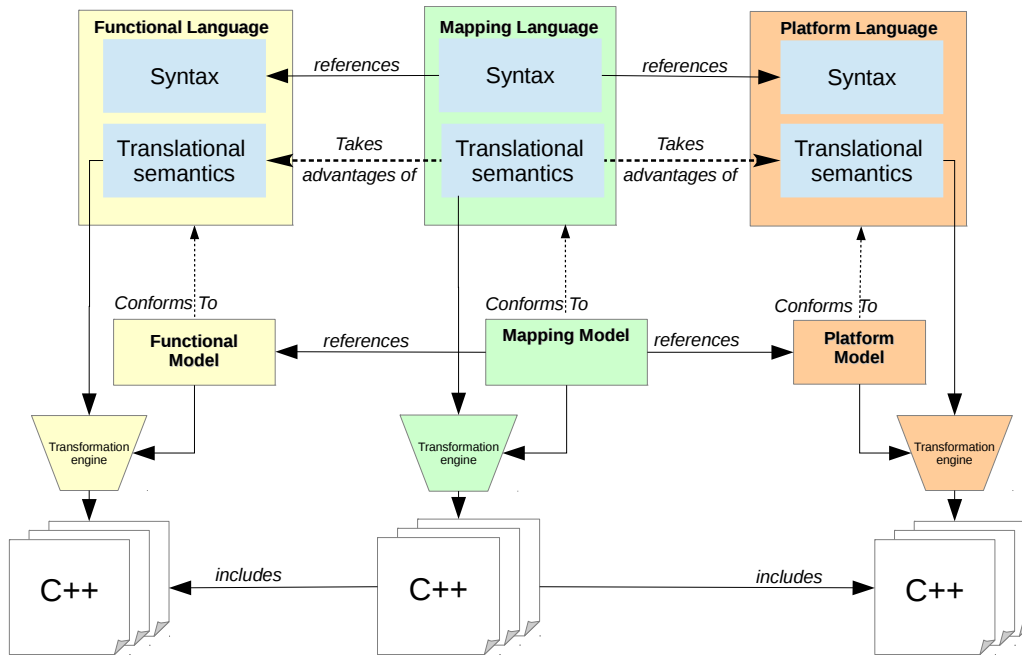 Functional Language
Mapping Language
Platform Language
Syntax
references
Syntax
references
Syntax
Translational
semantics
Takes
advantages of
Translational
semantics
Takes
advantages of
Translational
semantics
Conforms To
Conforms To
Conforms To
Functional
Model
references
Mapping Model
references
Platform
Model
Transformation
engine
Transformation
engine
Transformation
engine
C++
includes
C++
includes
C++